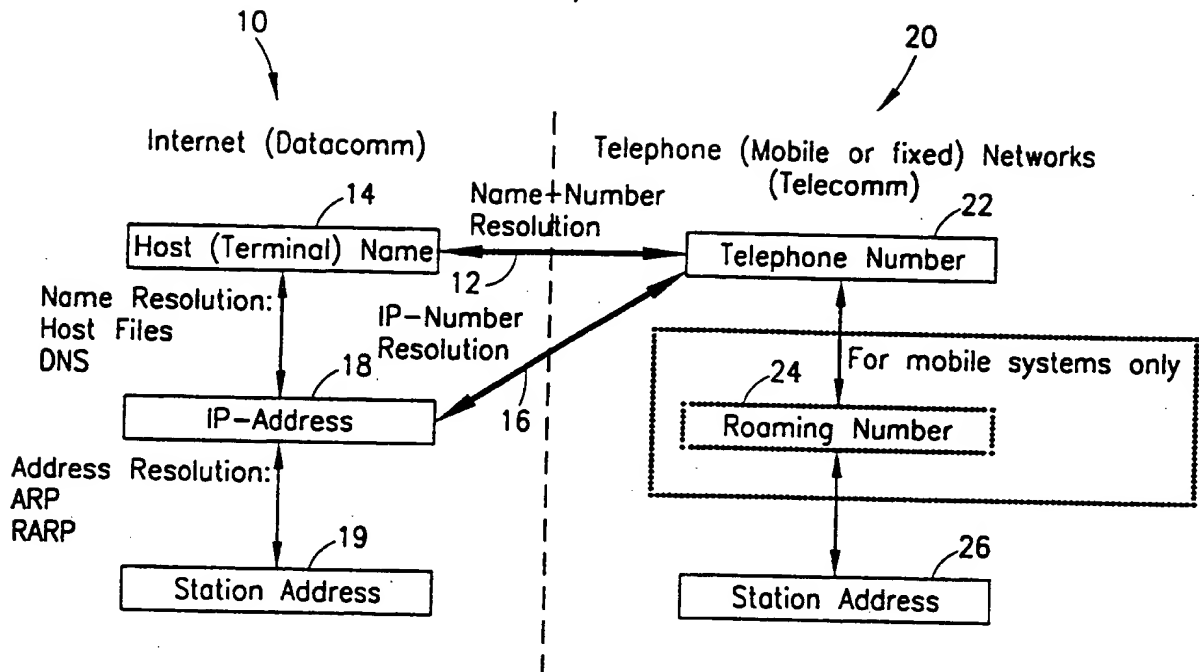 10
20
Internet (Datacomm)
Telephone (Mobile or fixed) Networks
(Telecomm)
14
Name-Number
Resolution
22
Host (Terminal) Name
Telephone Number
12
Name Resolution:
Host Files
DNS
IP-Number
Resolution
For mobile systems only
18
24
16
IP-Address
Roaming Number
Address Resolution:
ARP
RARP
19
26
Station Address
Station Address